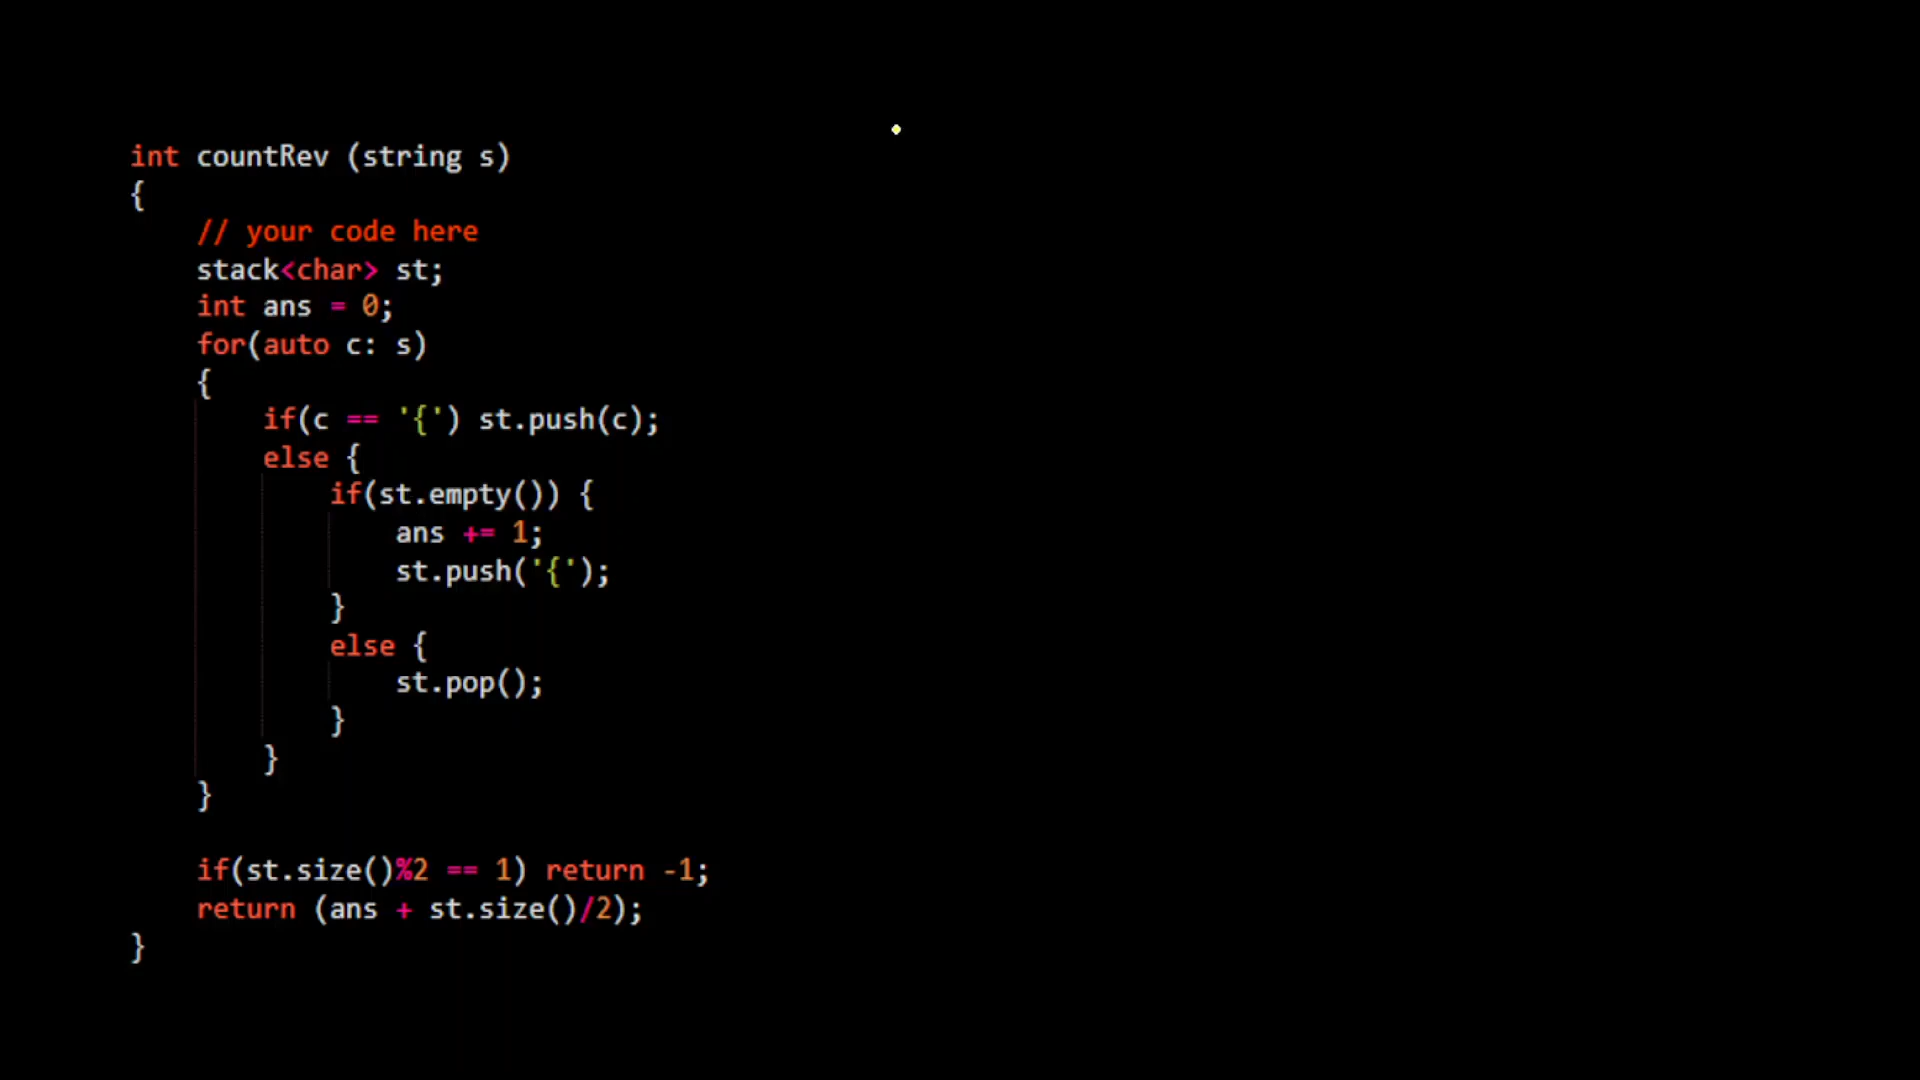 int countRev (string s)
{
    // your code here
    stack<char> st;
    int ans = 0;
    for(auto c: s)
    {
        if(c == '{') st.push(c);
        else {
            if(st.empty()) {
                ans += 1;
                st.push('{');
            }
            else {
                st.pop();
            }
        }
    }

    if(st.size()%2 == 1) return -1;
    return (ans + st.size()/2);
}